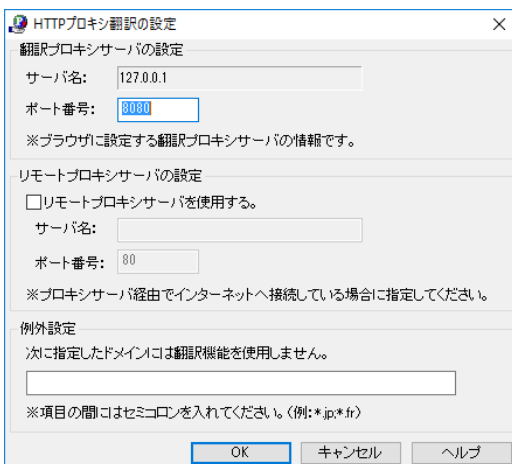 HTTPプロキシ翻訳の設定
翻訳プロキシサーバの設定
サーバ名: 127.0.0.1
ポート番号: 8080
※ブラウザに設定する翻訳プロキシサーバの情報です。
リモートプロキシサーバの設定
リモートプロキシサーバを使用する。
サーバ名:
ポート番号: 80
※プロキシサーバ経由でインターネットへ接続している場合に指定してください。
例外設定
次に指定したドメインには翻訳機能を使用しません。
※項目の間にはセミコロンを入れてください。(例:*.jp;*.fr)
OK キャンセル ヘルプ